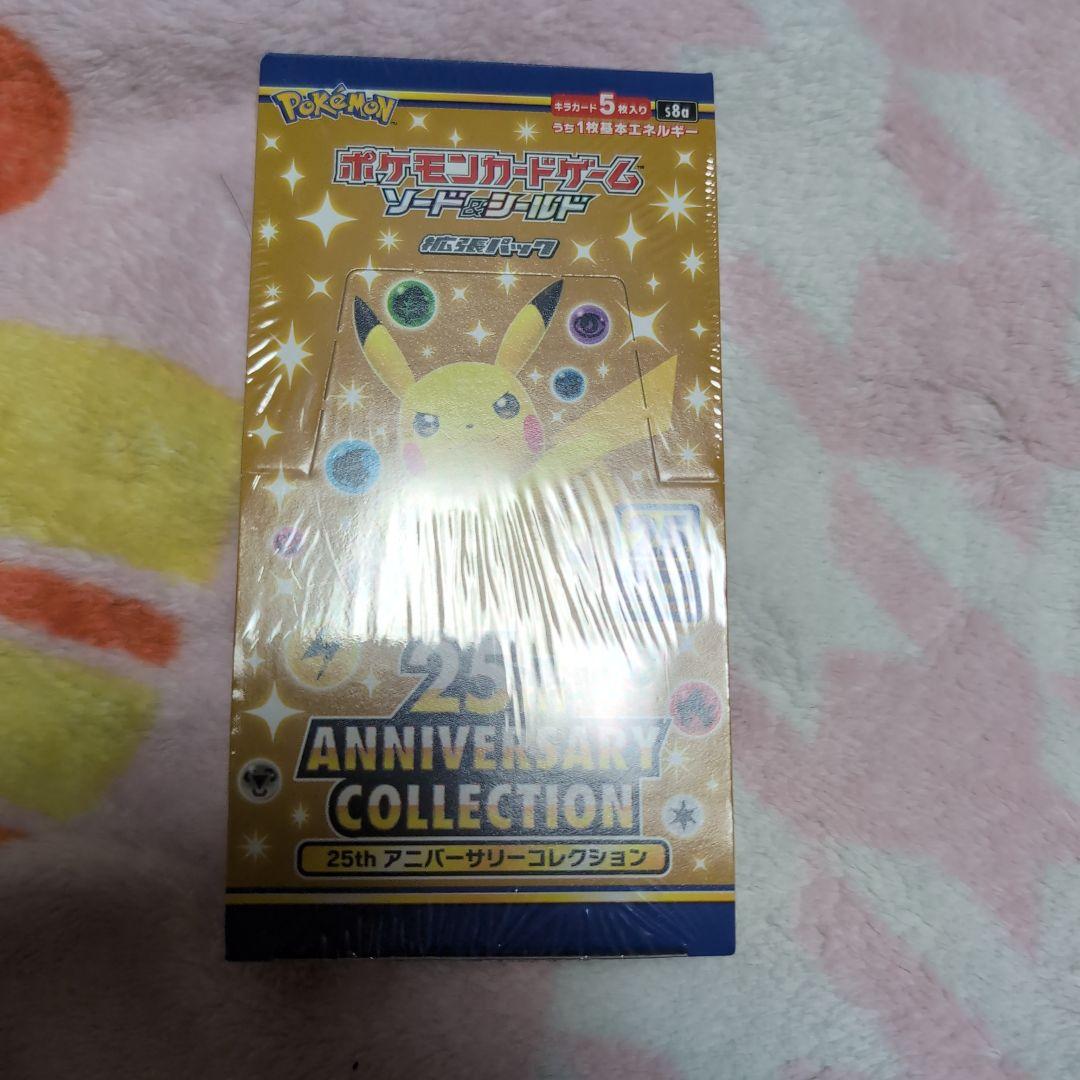 Pokémon
キラカード5枚入り
s8a
うち1枚基本エネルギー
ポケモンカードゲーム
ソード&シールド
拡張パック
25
ANNIVERSARY
COLLECTION
25th アニバーサリーコレクション